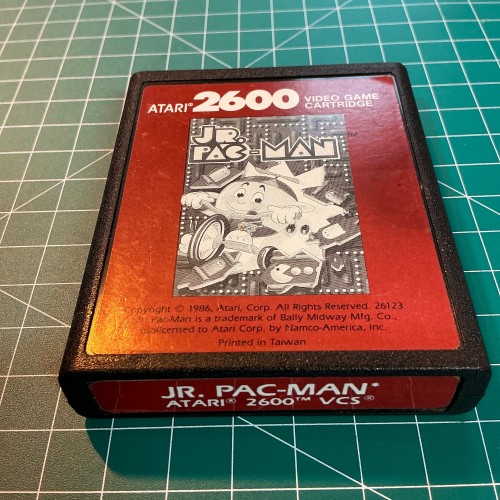 ATARI® 2600 VIDEO GAME CARTRIDGE
JR. PAC-MAN™
Copyright © 1986, Atari, Corp. All Rights Reserved. 26123
Jr. Pac-Man is a trademark of Bally Midway Mfg. Co.,
sublicensed to Atari Corp. by Namco-America, Inc.
Printed in Taiwan
JR. PAC-MAN*
ATARI® 2600™ VCS®